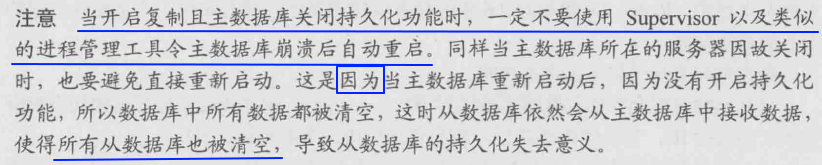 注意 当开启复制且主数据库关闭持久化功能时，一定不要使用 Supervisor 以及类似
的进程管理工具令主数据库崩溃后自动重启。同样当主数据库所在的服务器因故关闭
时，也要避免直接重新启动。这是因为当主数据库重新启动后，因为没有开启持久化
功能，所以数据库中所有数据都被清空，这时从数据库依然会从主数据库中接收数据，
使得所有从数据库也被清空，导致从数据库的持久化失去意义。